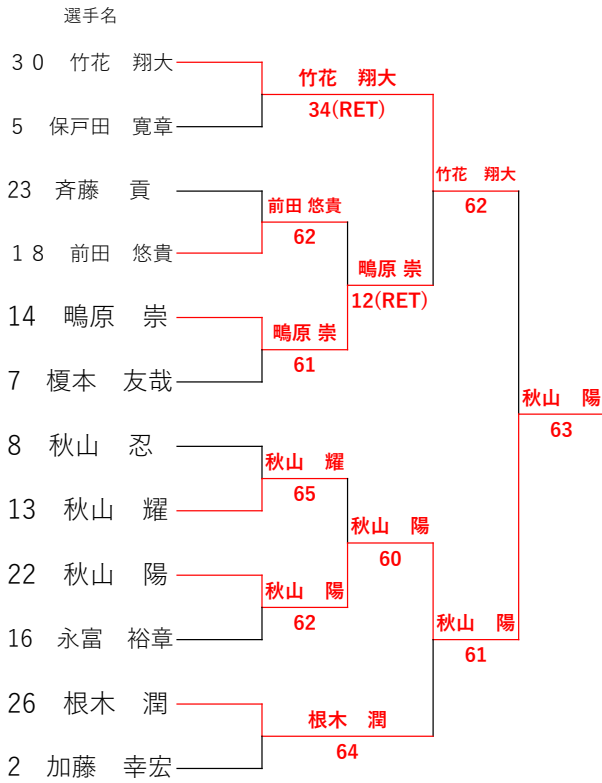 選手名
３０　竹花　翔大
竹花　翔大
34(RET)
5　保戸田　寛章
竹花　翔大
62
23　斉藤　貢
前田 悠貴
62
１８　前田　悠貴
鴫原 崇
12(RET)
14　鴫原　崇
鴫原 崇
61
7　榎本　友哉
秋山　陽
63
8　秋山　忍
秋山　耀
65
13　秋山　耀
秋山　陽
60
22　秋山　陽
秋山　陽
62
16　永富　裕章
秋山　陽
61
26　根木　潤
根木　潤
64
2　加藤　幸宏